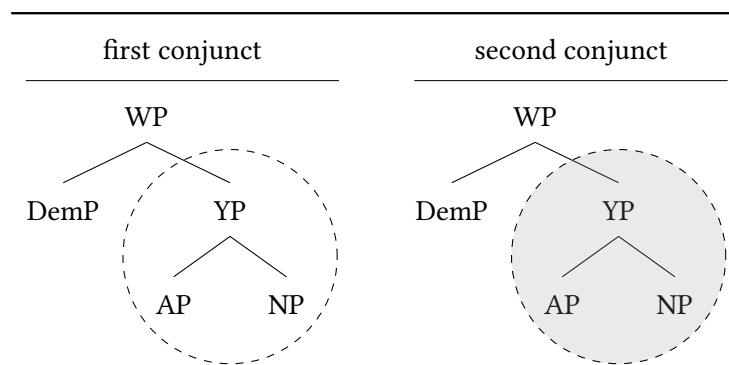 first conjunct second conjunct
WP WP
DemP YP DemP YP
AP NP AP NP